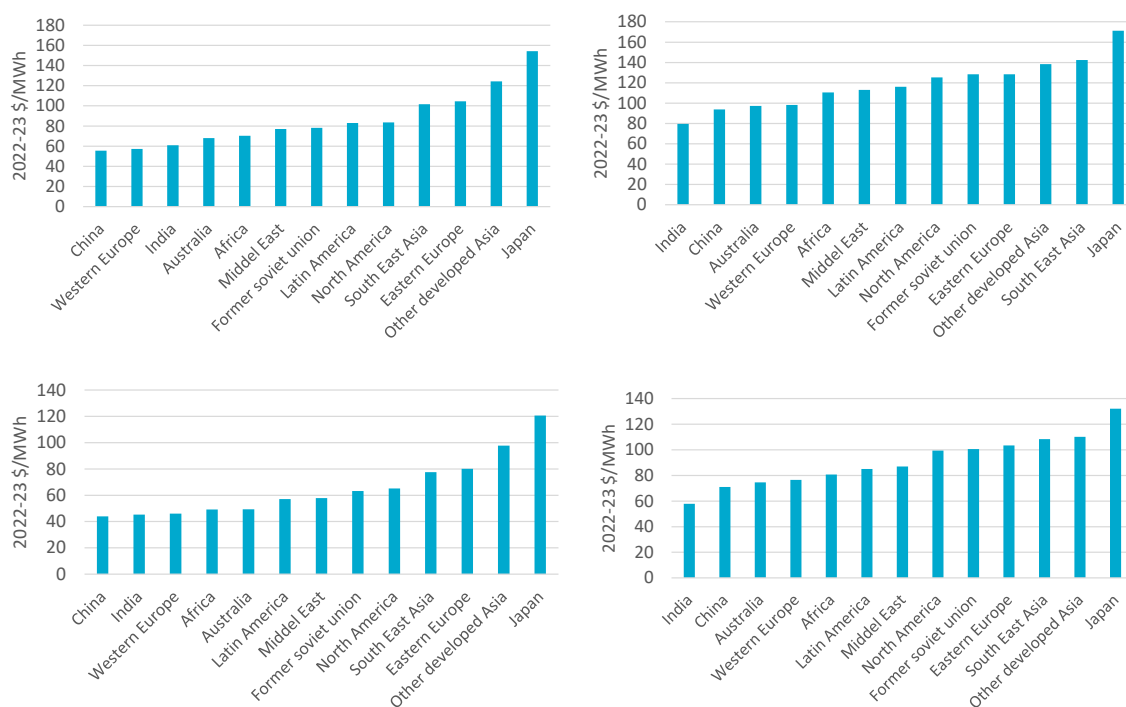 2022-23 $/MWh
180
160
140
120
100
80
60
40
20
0
China
Western Europe
India
Australia
Africa
Middel East
Former soviet union
Latin America
North America
South East Asia
Eastern Europe
Other developed Asia
Japan
2022-23 $/MWh
180
160
140
120
100
80
60
40
20
0
India
China
Australia
Western Europe
Africa
Middel East
Latin America
North America
Former soviet union
Eastern Europe
Other developed Asia
South East Asia
Japan
2022-23 $/MWh
140
120
100
80
60
40
20
0
China
India
Western Europe
Africa
Australia
Latin America
Middel East
Former soviet union
North America
South East Asia
Eastern Europe
Other developed Asia
Japan
2022-23 $/MWh
140
120
100
80
60
40
20
0
India
China
Australia
Western Europe
Africa
Latin America
Middel East
North America
Former soviet union
Eastern Europe
South East Asia
Other developed Asia
Japan